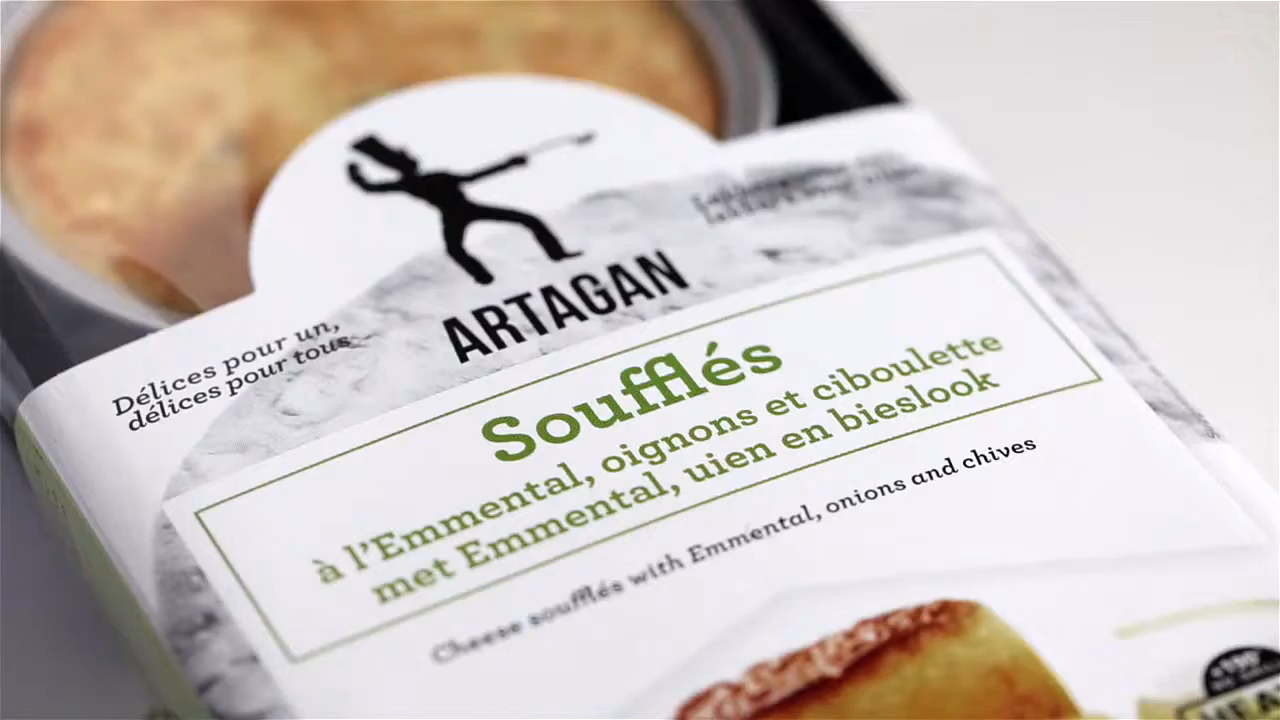 ARTAGAN
Délices pour un,
délices pour tous
Soufflés
à l'Emmental, oignons et ciboulette
met Emmental, uien en bieslook
Cheese soufflés with Emmental, onions and chives